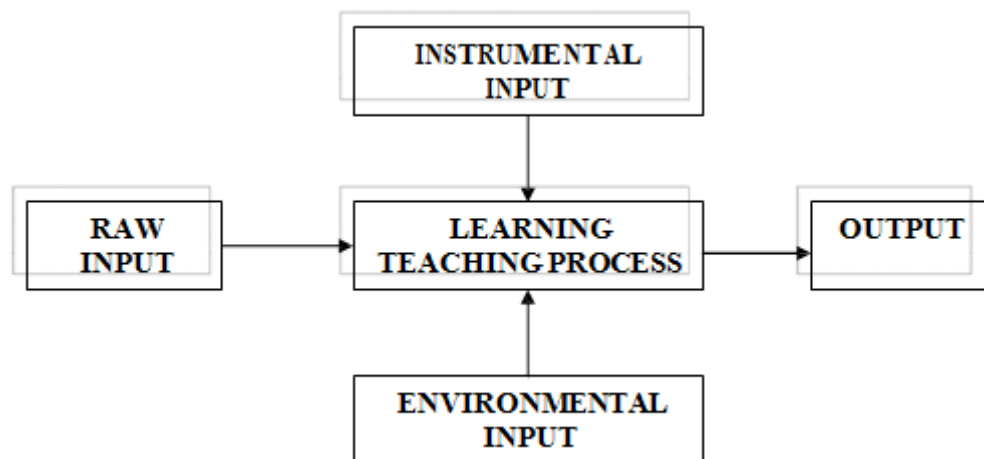 INSTRUMENTAL
INPUT
RAW
INPUT
LEARNING
TEACHING PROCESS
OUTPUT
ENVIRONMENTAL
INPUT